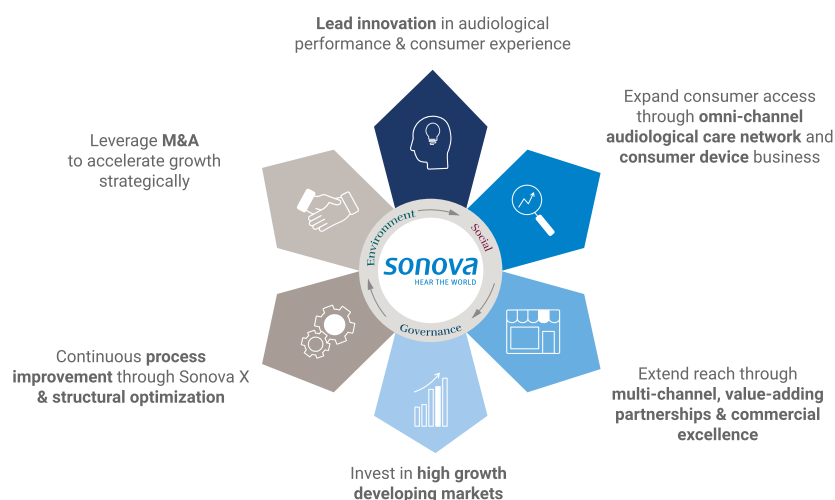 Lead innovation in audiological
performance & consumer experience
Expand consumer access
through omni-channel
audiological care network and
consumer device business
Leverage M&A
to accelerate growth
strategically
Environment
Social
sonova
HEAR THE WORLD
Governance
Continuous process
improvement through Sonova X
& structural optimization
Extend reach through
multi-channel, value-adding
partnerships & commercial
excellence
Invest in high growth
developing markets